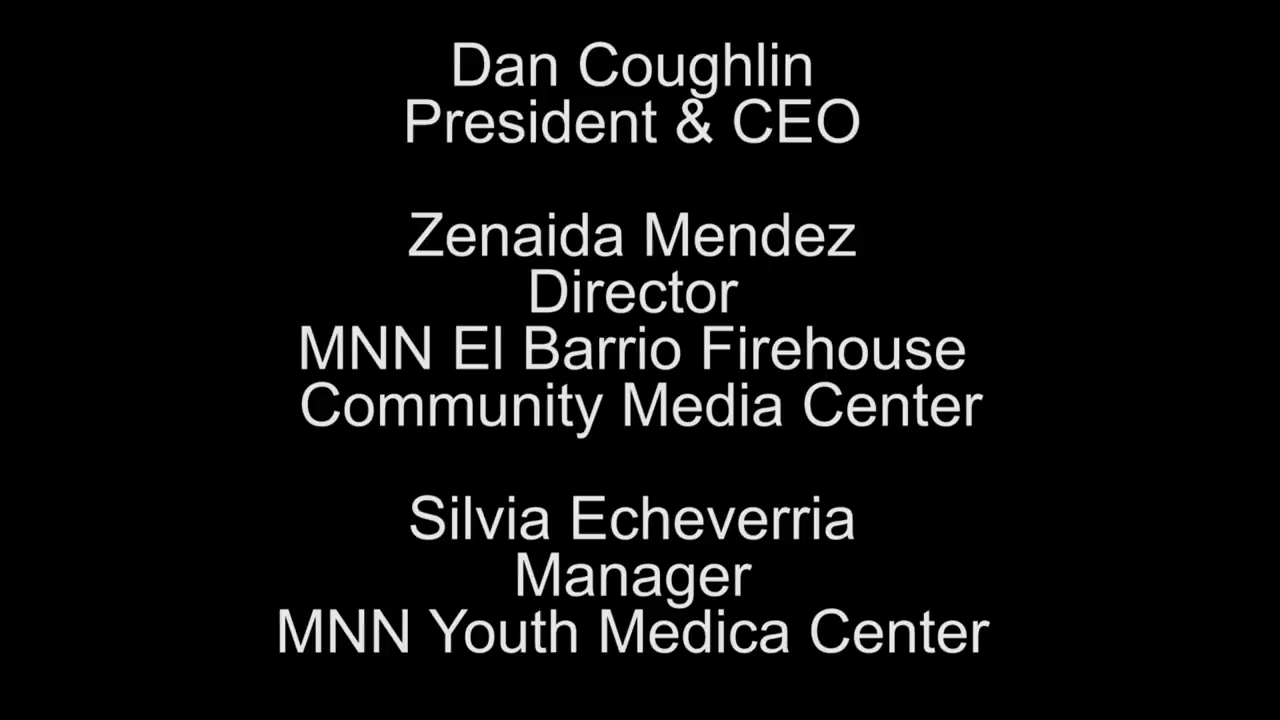 Dan Coughlin
President & CEO
Zenaida Mendez
Director
MNN El Barrio Firehouse
Community Media Center
Silvia Echeverria
Manager
MNN Youth Medica Center